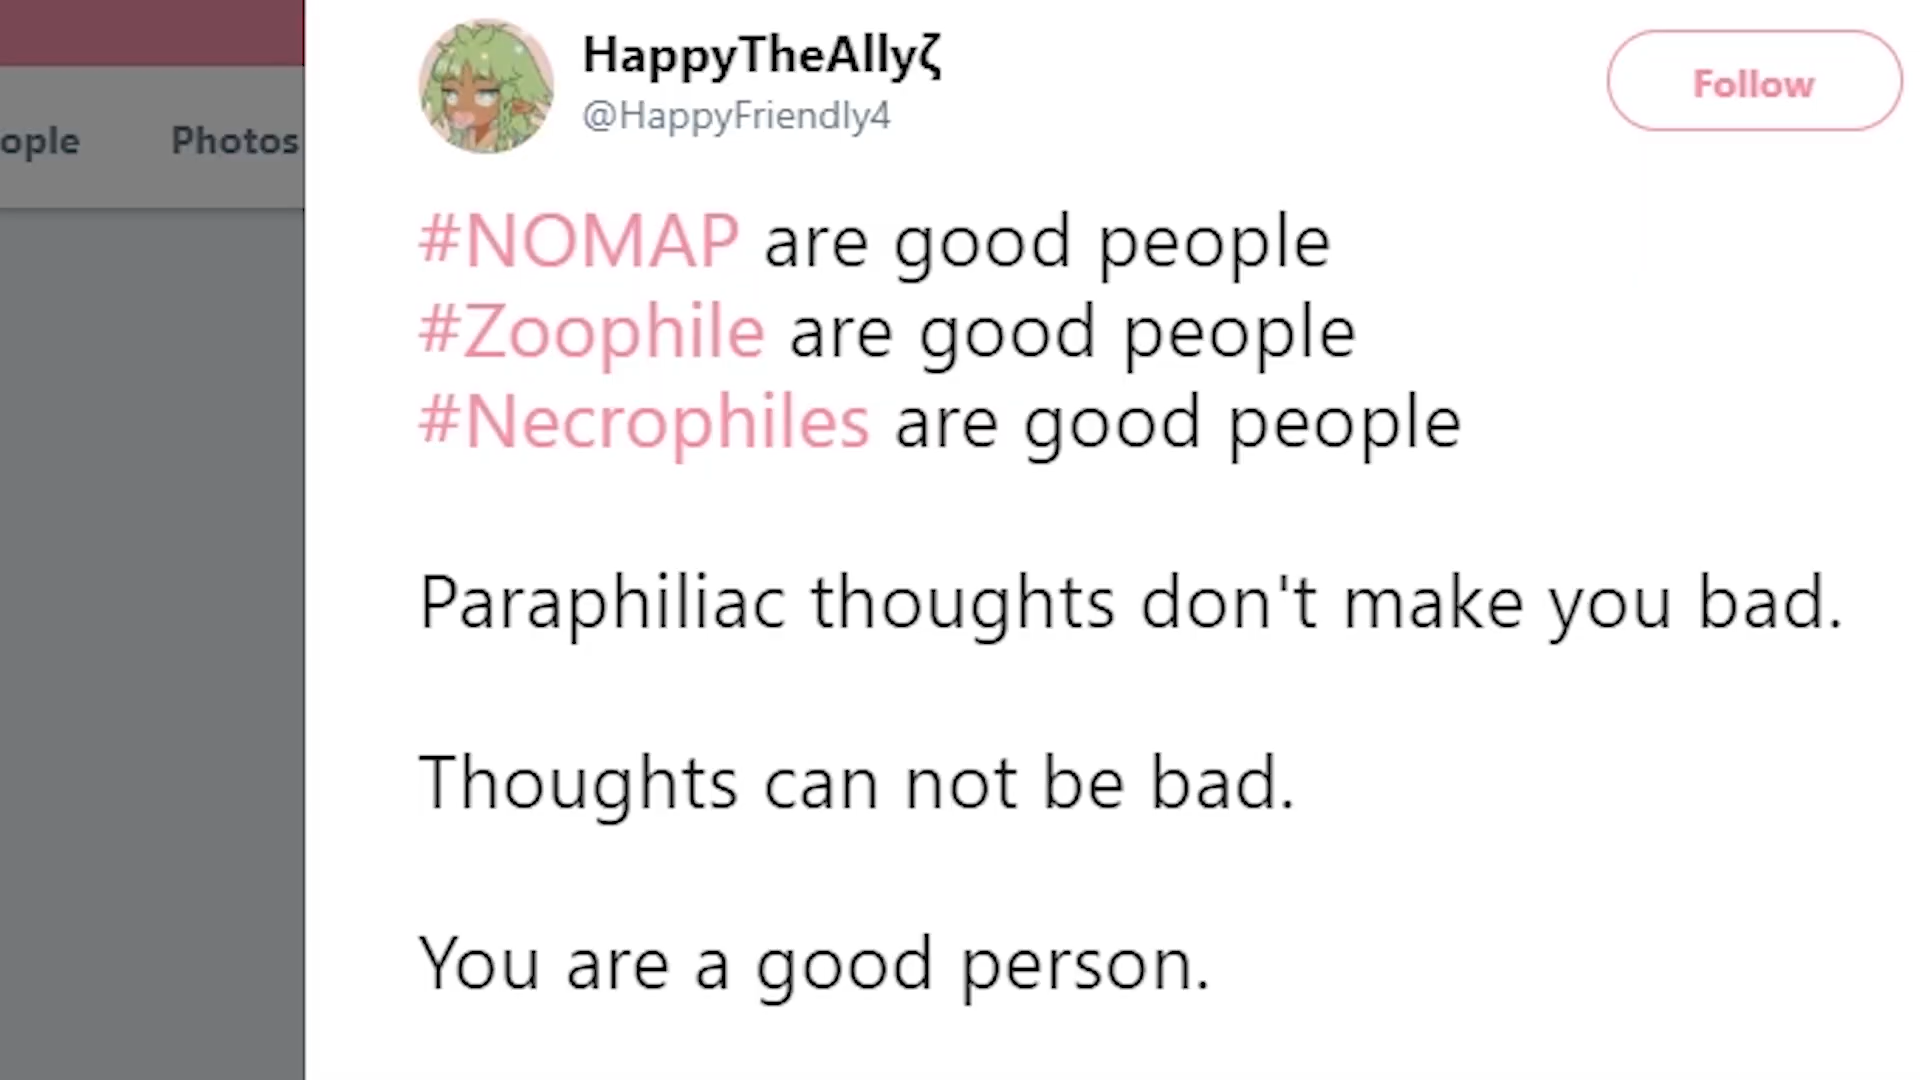 ople Photos
HappyTheAllyζ
@HappyFriendly4
Follow
#NOMAP are good people
#Zoophile are good people
#Necrophiles are good people
Paraphiliac thoughts don't make you bad.
Thoughts can not be bad.
You are a good person.